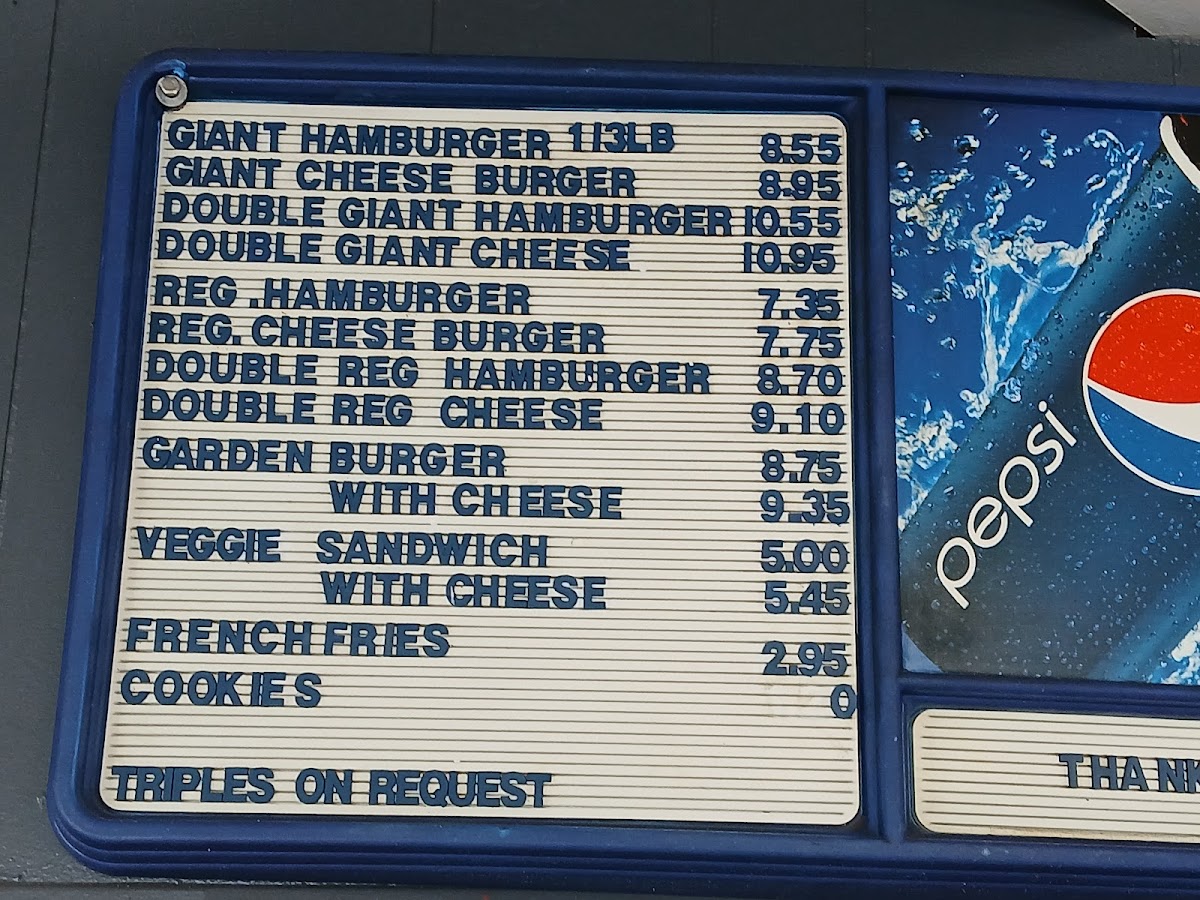 GIANT HAMBURGER 1/3LB 8.55
GIANT CHEESE BURGER 8.95
DOUBLE GIANT HAMBURGER 10.55
DOUBLE GIANT CHEESE 10.95
REG.HAMBURGER 7.35
REG. CHEESE BURGER 7.75
DOUBLE REG HAMBURGER 8.70
DOUBLE REG CHEESE 9.10
GARDEN BURGER 8.75
WITH CHEESE 9.35
VEGGIE SANDWICH 5.00
WITH CHEESE 5.45
FRENCH FRIES 2.95
COOKIES 0
TRIPLES ON REQUEST
pepsi